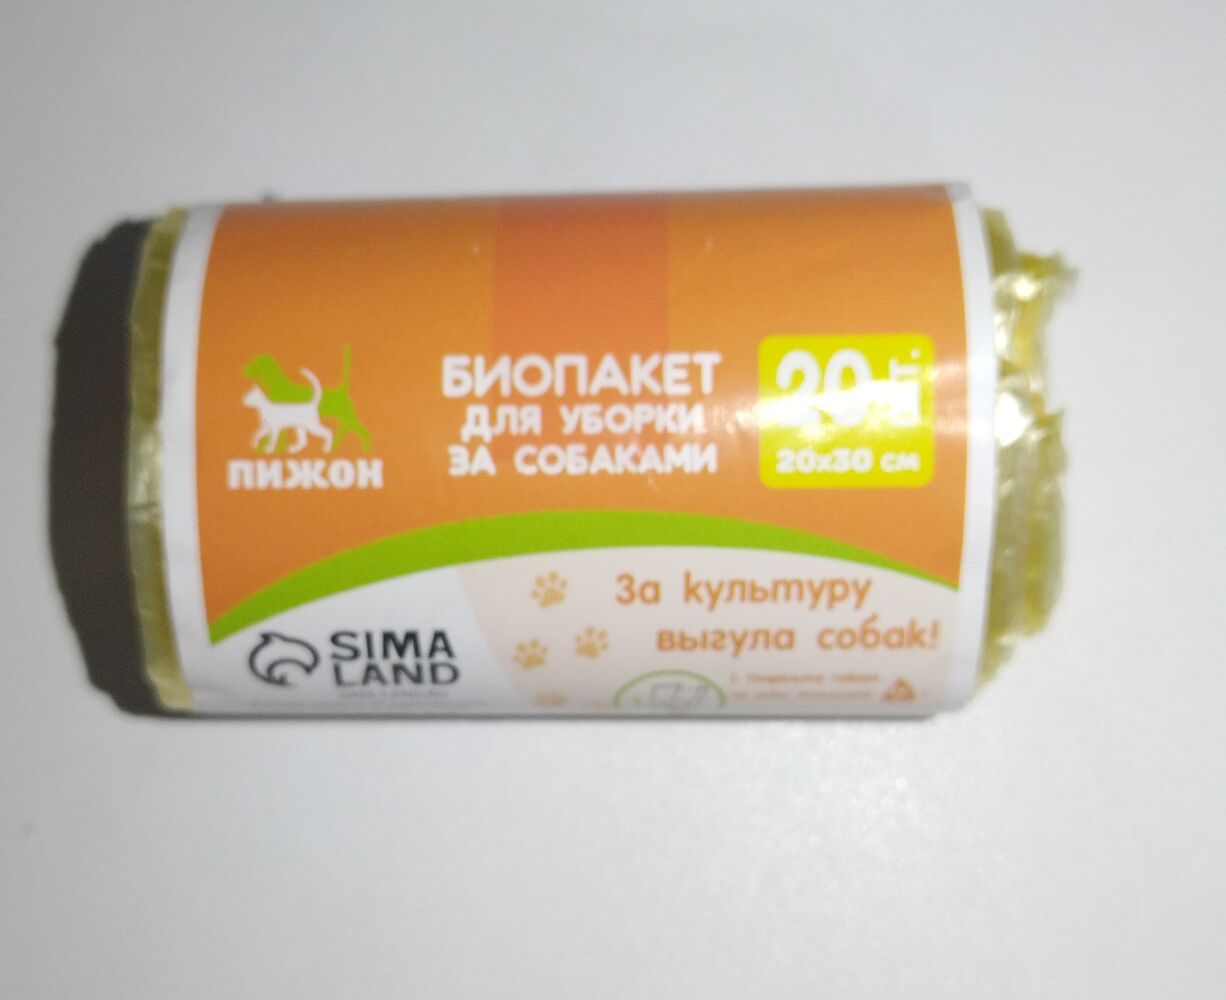 ПИЖОН
БИОПАКЕТ
ДЛЯ УБОРКИ
ЗА СОБАКАМИ
20 шт.
20х30 см
За культуру
выгула собак!
SIMA
LAND